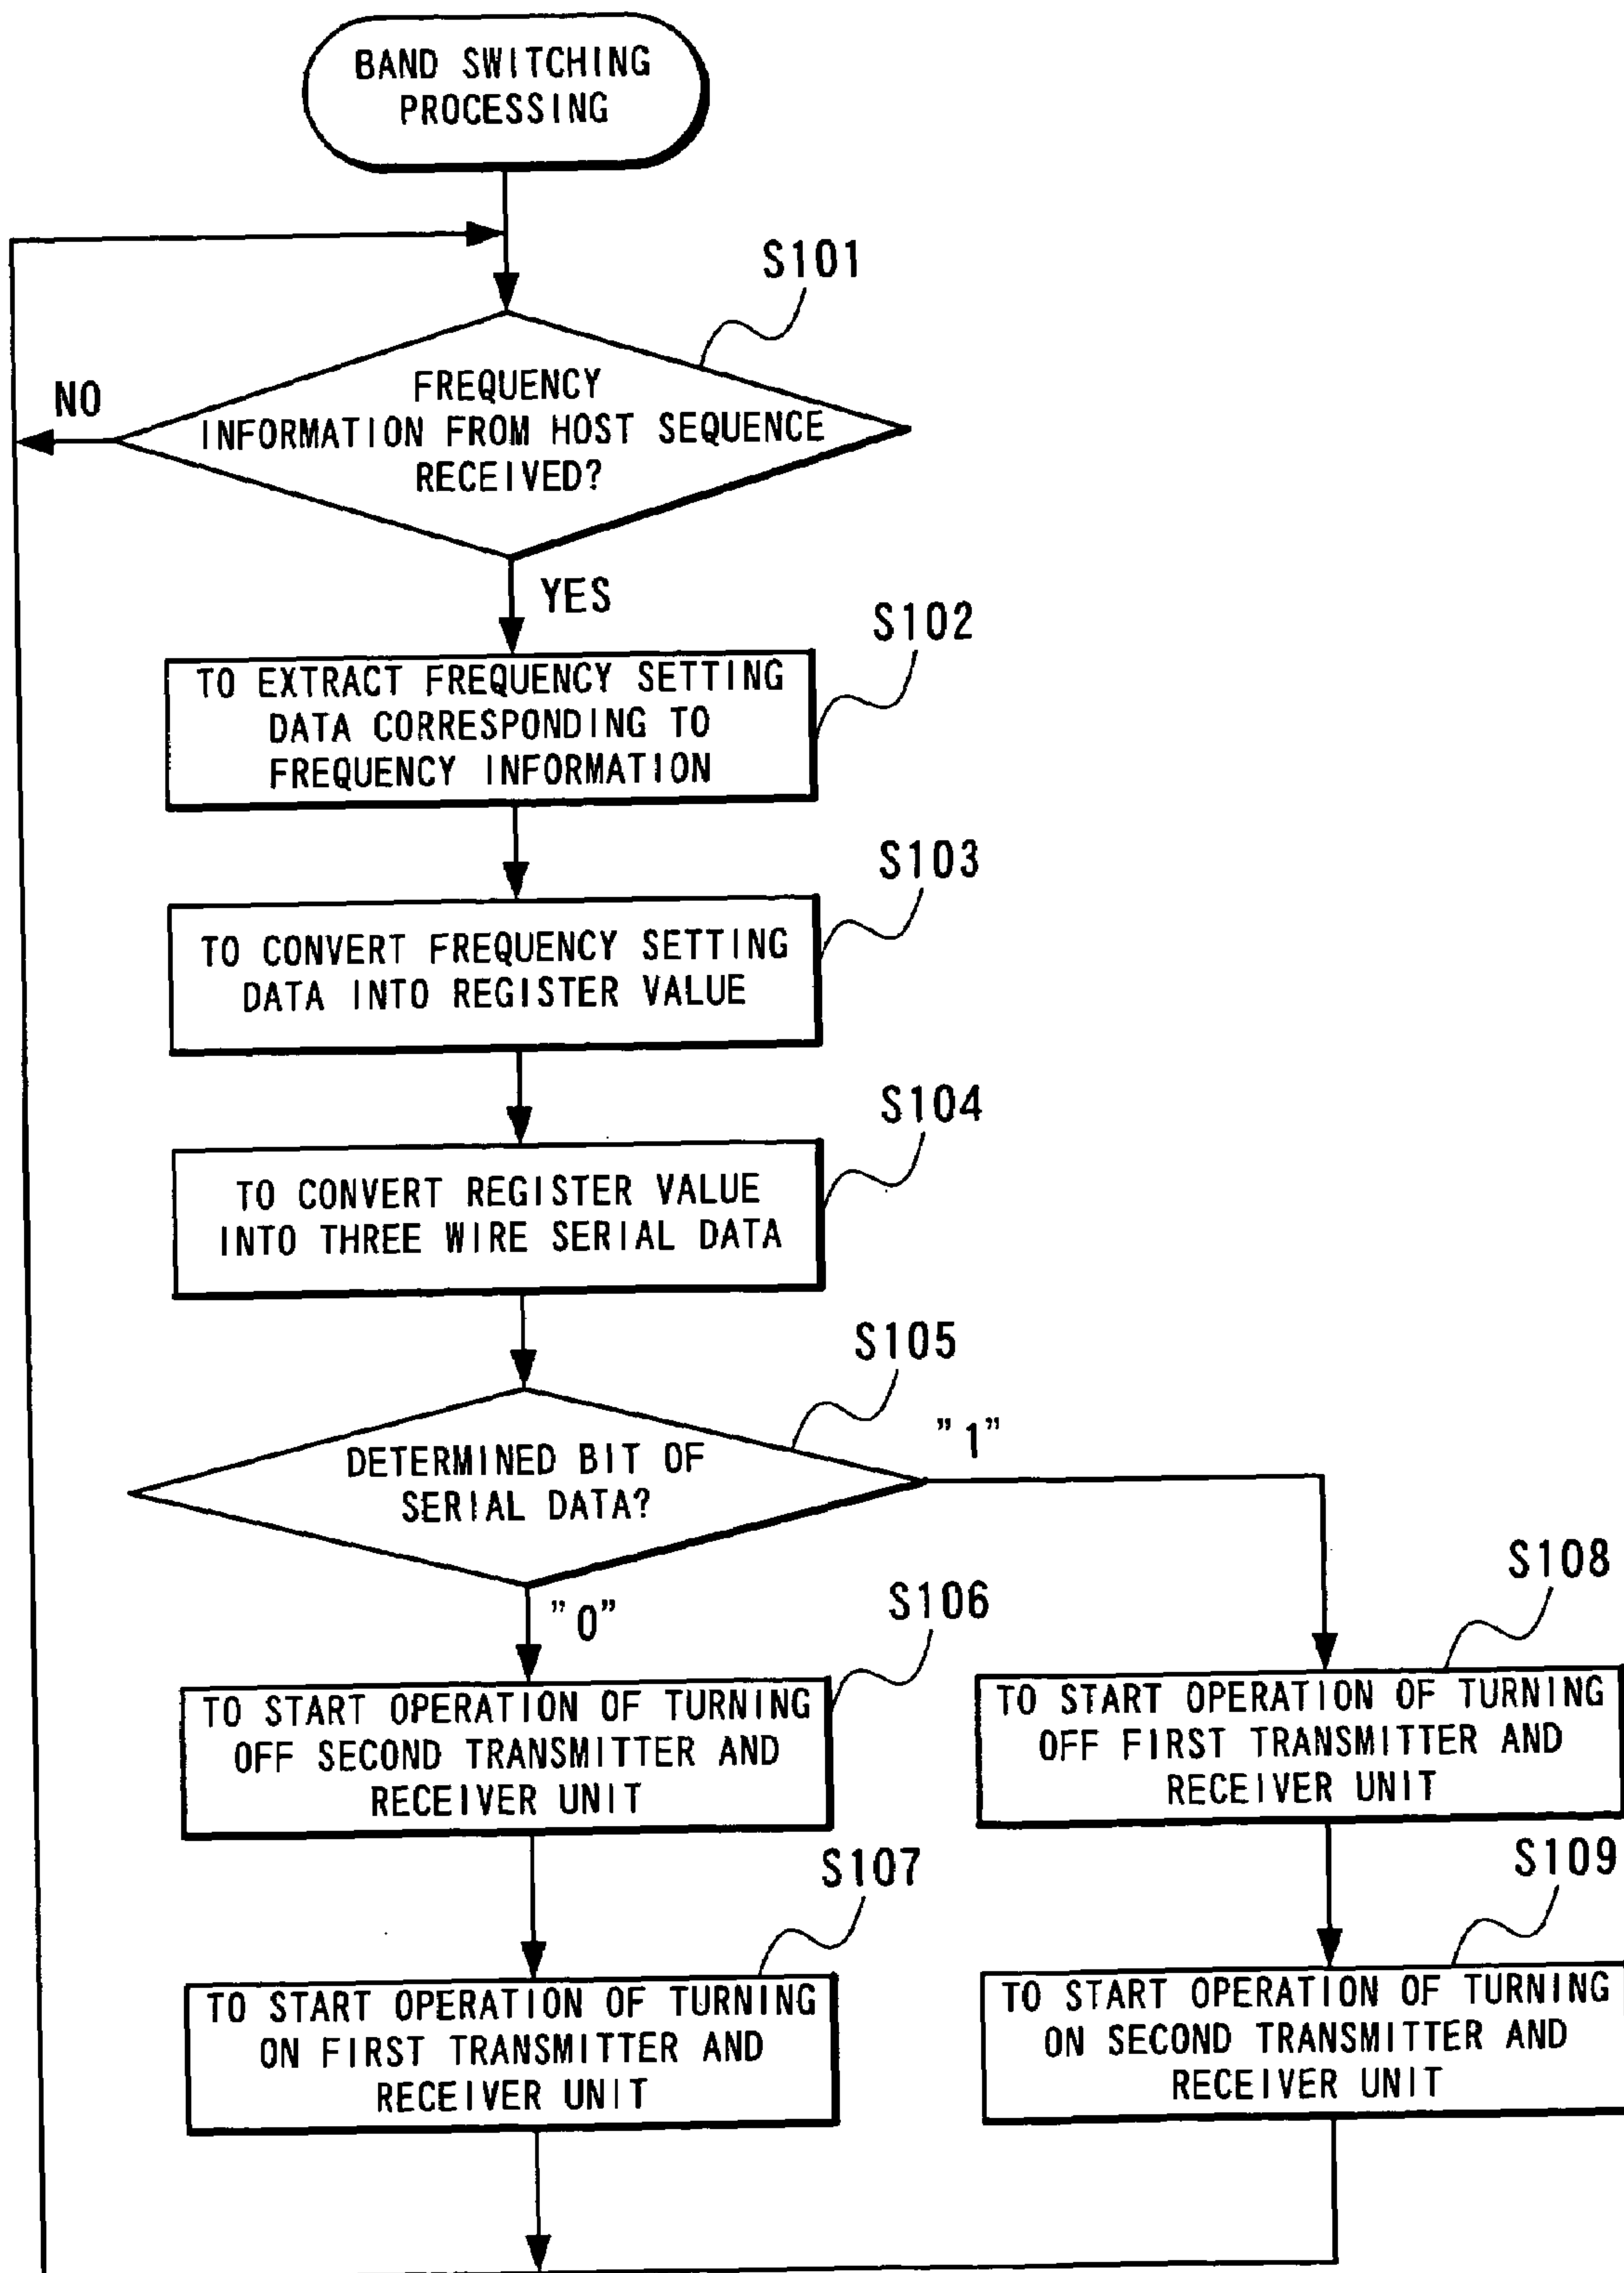 BAND SWITCHING
PROCESSING
S101
NO
FREQUENCY
INFORMATION FROM HOST SEQUENCE
RECEIVED?
YES
S102
TO EXTRACT FREQUENCY SETTING
DATA CORRESPONDING TO
FREQUENCY INFORMATION
S103
TO CONVERT FREQUENCY SETTING
DATA INTO REGISTER VALUE
S104
TO CONVERT REGISTER VALUE
INTO THREE WIRE SERIAL DATA
S105
"1"
DETERMINED BIT OF
SERIAL DATA?
"0"
S106
TO START OPERATION OF TURNING
OFF SECOND TRANSMITTER AND
RECEIVER UNIT
S108
TO START OPERATION OF TURNING
OFF FIRST TRANSMITTER AND
RECEIVER UNIT
S107
TO START OPERATION OF TURNING
ON FIRST TRANSMITTER AND
RECEIVER UNIT
S109
TO START OPERATION OF TURNING
ON SECOND TRANSMITTER AND
RECEIVER UNIT